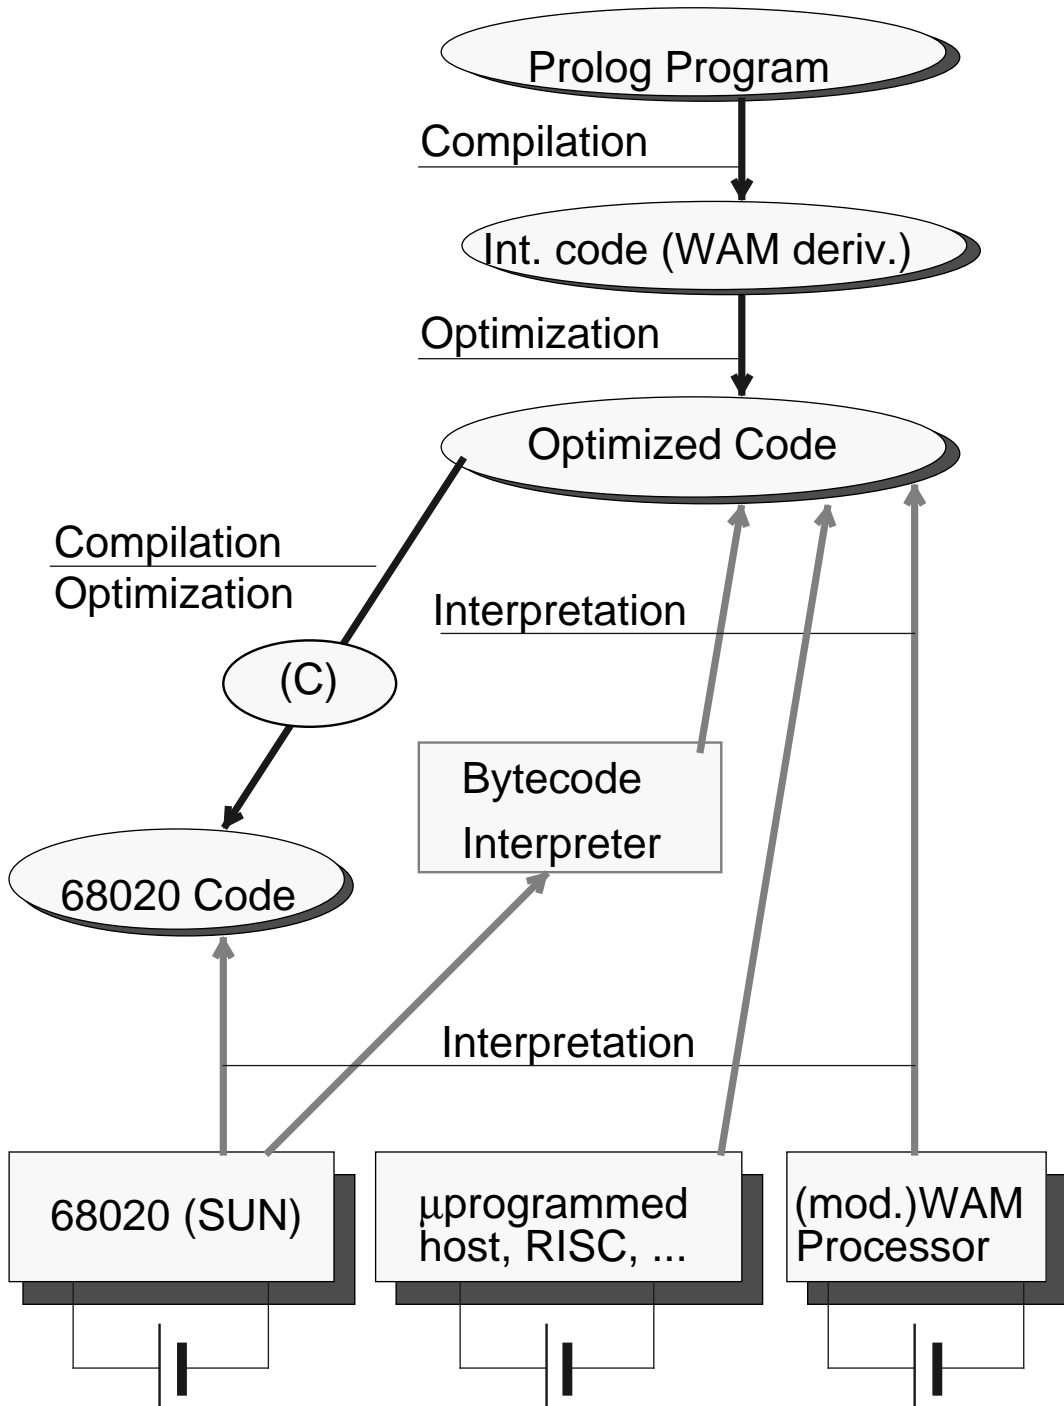 Prolog Program
Compilation
Int. code (WAM deriv.)
Optimization
Optimized Code
Compilation
Optimization
Interpretation
(C)
Bytecode
Interpreter
68020 Code
Interpretation
68020 (SUN)
μprogrammed
host, RISC, ...
(mod.)WAM
Processor